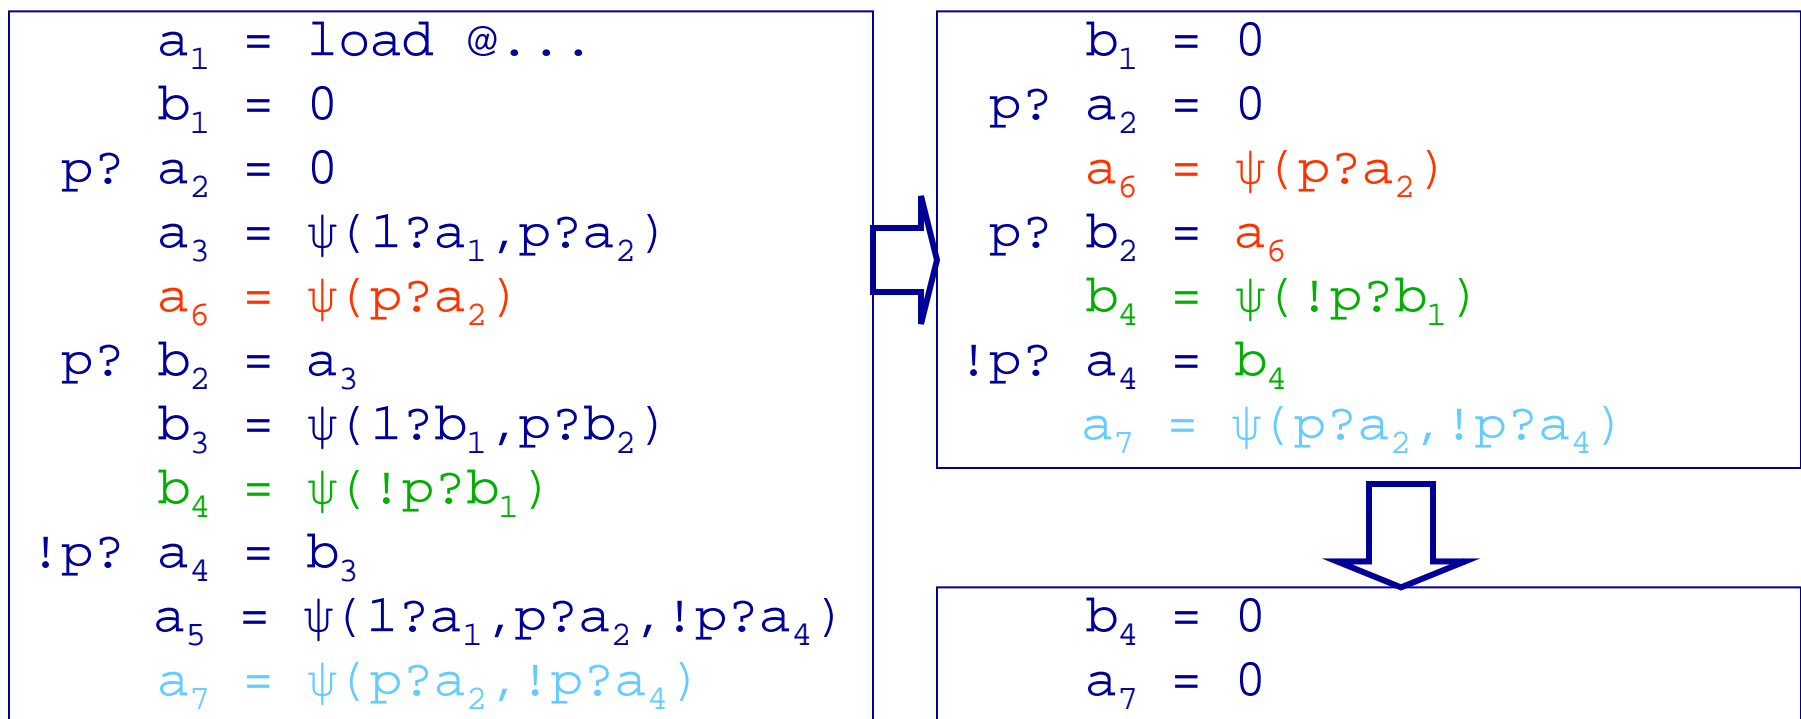 a₁ = load @...
b₁ = 0
p? a₂ = 0
a₃ = ψ(1?a₁,p?a₂)
a₆ = ψ(p?a₂)
p? b₂ = a₃
b₃ = ψ(1?b₁,p?b₂)
b₄ = ψ(!p?b₁)
!p? a₄ = b₃
a₅ = ψ(1?a₁,p?a₂,!p?a₄)
a₇ = ψ(p?a₂,!p?a₄)
b₁ = 0
p? a₂ = 0
a₆ = ψ(p?a₂)
p? b₂ = a₆
b₄ = ψ(!p?b₁)
!p? a₄ = b₄
a₇ = ψ(p?a₂,!p?a₄)
b₄ = 0
a₇ = 0